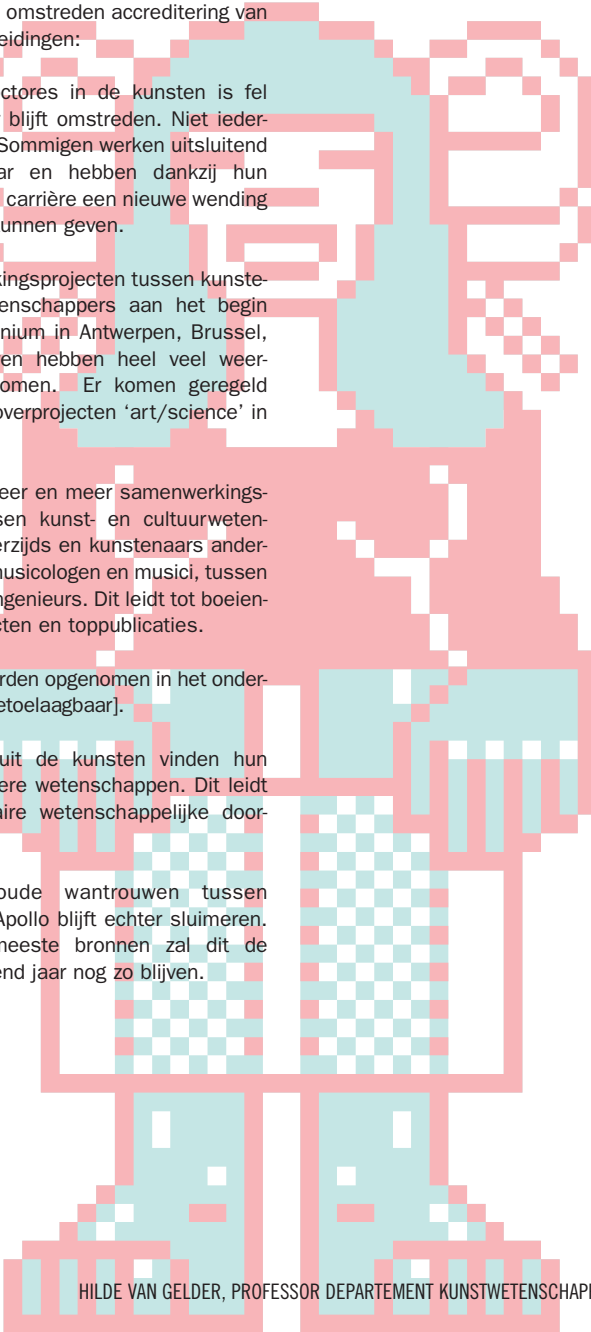 omstreden accreditering van
eidingen:
ctores in de kunsten is fel
blijft omstreden. Niet ieder-
Sommigen werken uitsluitend
ar en hebben dankzij hun
carrière een nieuwe wending
unnen geven.
kingsprojecten tussen kunste-
enschappers aan het begin
nium in Antwerpen, Brussel,
en hebben heel veel weer-
omen. Er komen geregeld
overprojecten ‘art/science’ in
eer en meer samenwerkings-
sen kunst- en cultuurweten-
erzijds en kunstenaars ander-
musicologen en musici, tussen
ngenieurs. Dit leidt tot boeien-
cten en toppublicaties.
rden opgenomen in het onder-
etoelaagbaar].
uit de kunsten vinden hun
ere wetenschappen. Dit leidt
aire wetenschappelijke door-
oude wantrouwen tussen
Apollo blijft echter sluimeren.
meeste bronnen zal dit de
end jaar nog zo blijven.
HILDE VAN GELDER, PROFESSOR DEPARTEMENT KUNSTWETENSCHAP